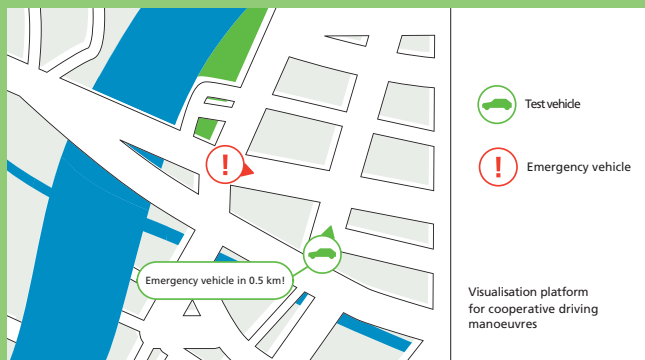 Test vehicle
!
Emergency vehicle
!
Emergency vehicle in 0.5 km!
Visualisation platform
for cooperative driving
manoeuvres